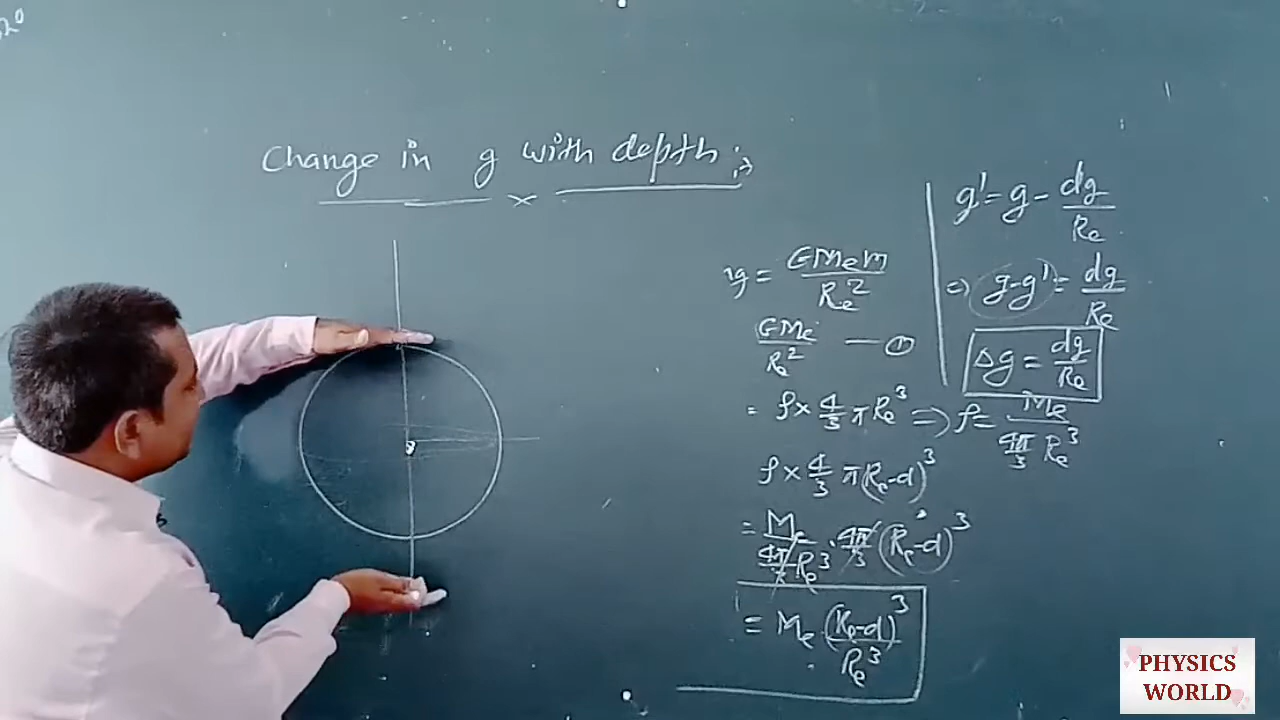 20
Change in g with depth :→
×
mg = GMem/Re²
GMe/Re² — ①
= ρ × 4/3 π Re³ => ρ = Me/(4π/3 Re³)
ρ × 4/3 π (Re-d)³
= Me/(4π/3 Re³) . 4π/3 (Re-d)³
= Me (Re-d)³/Re³
g' = g - dg/Re
=> g-g' = dg/Re
Δg = dg/Re
PHYSICS
WORLD